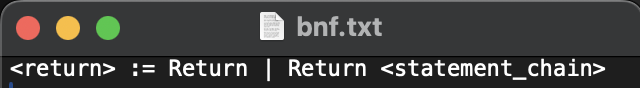 bnf.txt
<return> := Return | Return <statement_chain>